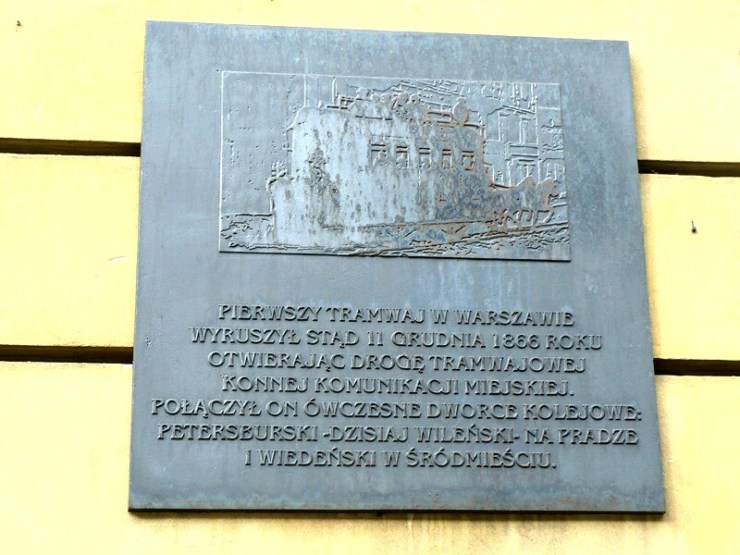 PIERWSZY TRAMWAJ W WARSZAWIE
WYRUSZYŁ STĄD 11 GRUDNIA 1866 ROKU
OTWIERAJĄC DROGĘ TRAMWAJOWEJ
KONNEJ KOMUNIKACJI MIEJSKIEJ.
POŁĄCZYŁ ON ÓWCZESNE DWORCE KOLEJOWE:
PETERSBURSKI -DZISIAJ WILEŃSKI- NA PRADZE
I WIEDEŃSKI W ŚRÓDMIEŚCIU.